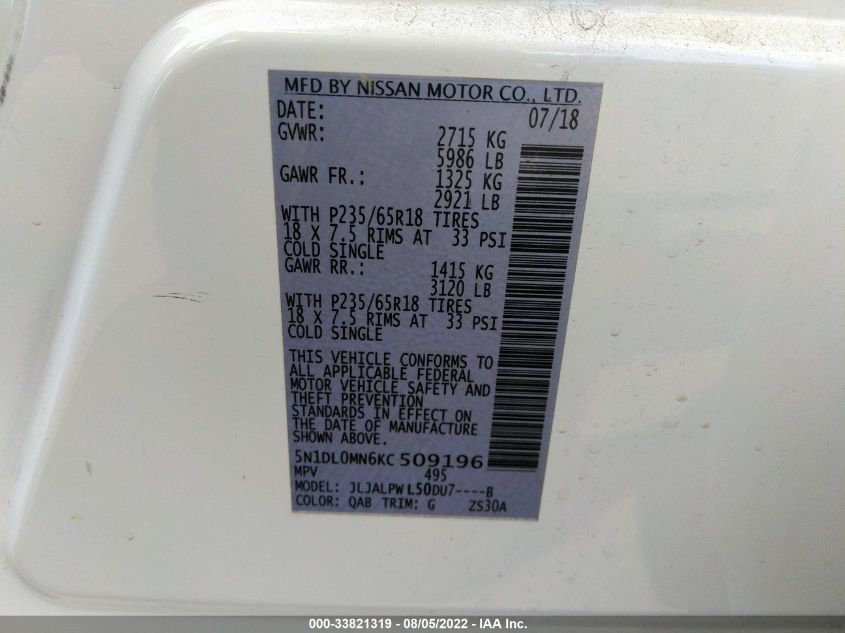 MFD BY NISSAN MOTOR CO., LTD.
DATE: 07/18
GVWR: 2715 KG
5986 LB
GAWR FR.: 1325 KG
2921 LB
WITH P235/65R18 TIRES
18 X 7.5 RIMS AT 33 PSI
COLD SINGLE
GAWR RR.: 1415 KG
3120 LB
WITH P235/65R18 TIRES
18 X 7.5 RIMS AT 33 PSI
COLD SINGLE
THIS VEHICLE CONFORMS TO
ALL APPLICABLE FEDERAL
MOTOR VEHICLE SAFETY AND
THEFT PREVENTION
STANDARDS IN EFFECT ON
THE DATE OF MANUFACTURE
SHOWN ABOVE.
5N1DL0MN6KC 509196
MPV 495
MODEL: JLJALPW L50DU7----B
COLOR: QAB TRIM: G ZS30A
000-33821319 - 08/05/2022 - IAA Inc.